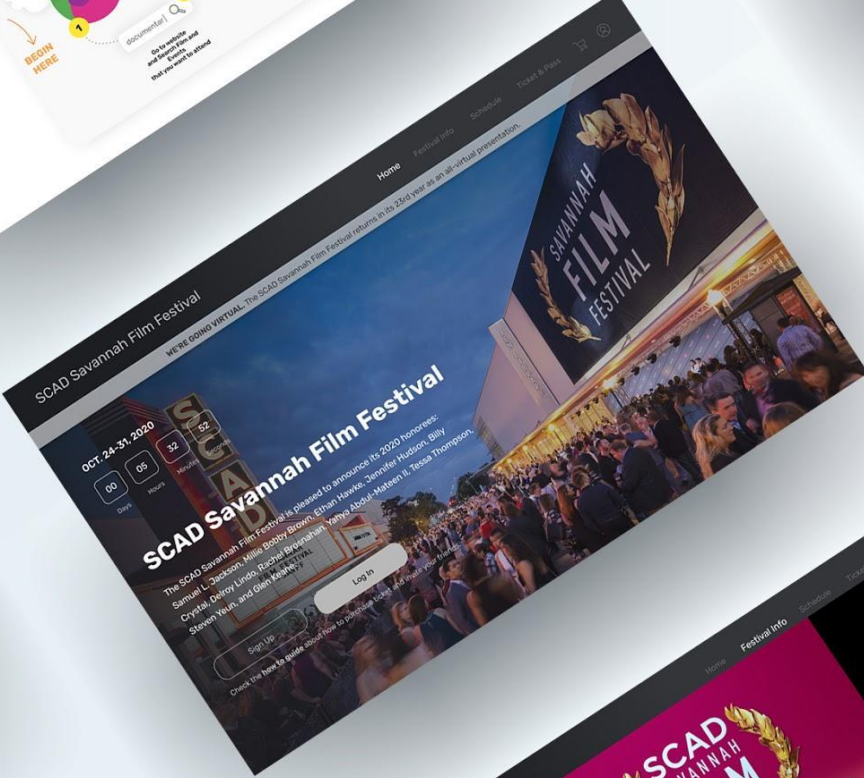 1
documentar
BEGIN
HERE
Go to website
and Search Film and
Events
that you want to attend
SCAD Savannah Film Festival
Home
Festival Info
Schedule
Ticket & Pass
WE'RE GOING VIRTUAL. The SCAD Savannah Film Festival returns in its 23rd year as an all-virtual presentation.
SAVANNAH
FILM
FESTIVAL
SCAD
OCT. 24-31, 2020
00
05
32
52
Days
Hours
Minutes
Seconds
SCAD Savannah Film Festival
The SCAD Savannah Film Festival is pleased to announce its 2020 honorees:
Samuel L. Jackson, Millie Bobby Brown, Ethan Hawke, Jennifer Hudson, Billy
Crystal, Delroy Lindo, Rachel Brosnahan, Yahya Abdul-Mateen II, Tessa Thompson,
Steven Yeun, and Glen Keane.
FILM FESTIVAL
Sign Up
Log In
Check the how to guide about how to purchase ticket and invite your friends
Home
Festival Info
Schedule
SCAD